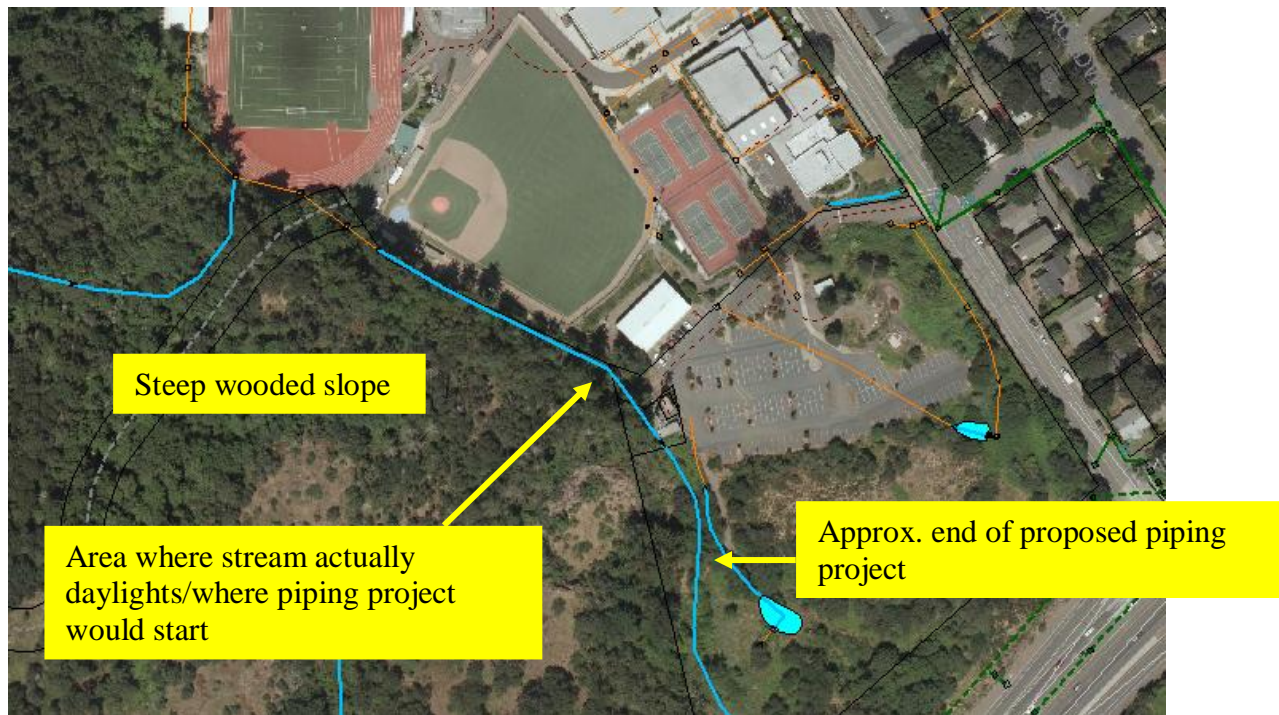 Steep wooded slope
Area where stream actually
daylights/where piping project
would start
Approx. end of proposed piping
project